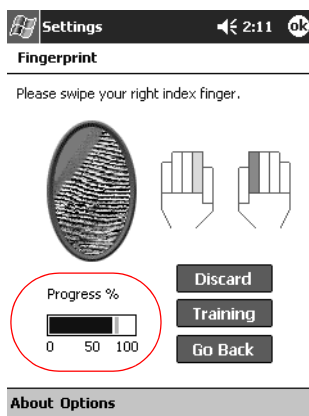 Settings 2:11 ok
Fingerprint
Please swipe your right index finger.
Progress %
0 50 100
Discard
Training
Go Back
About Options